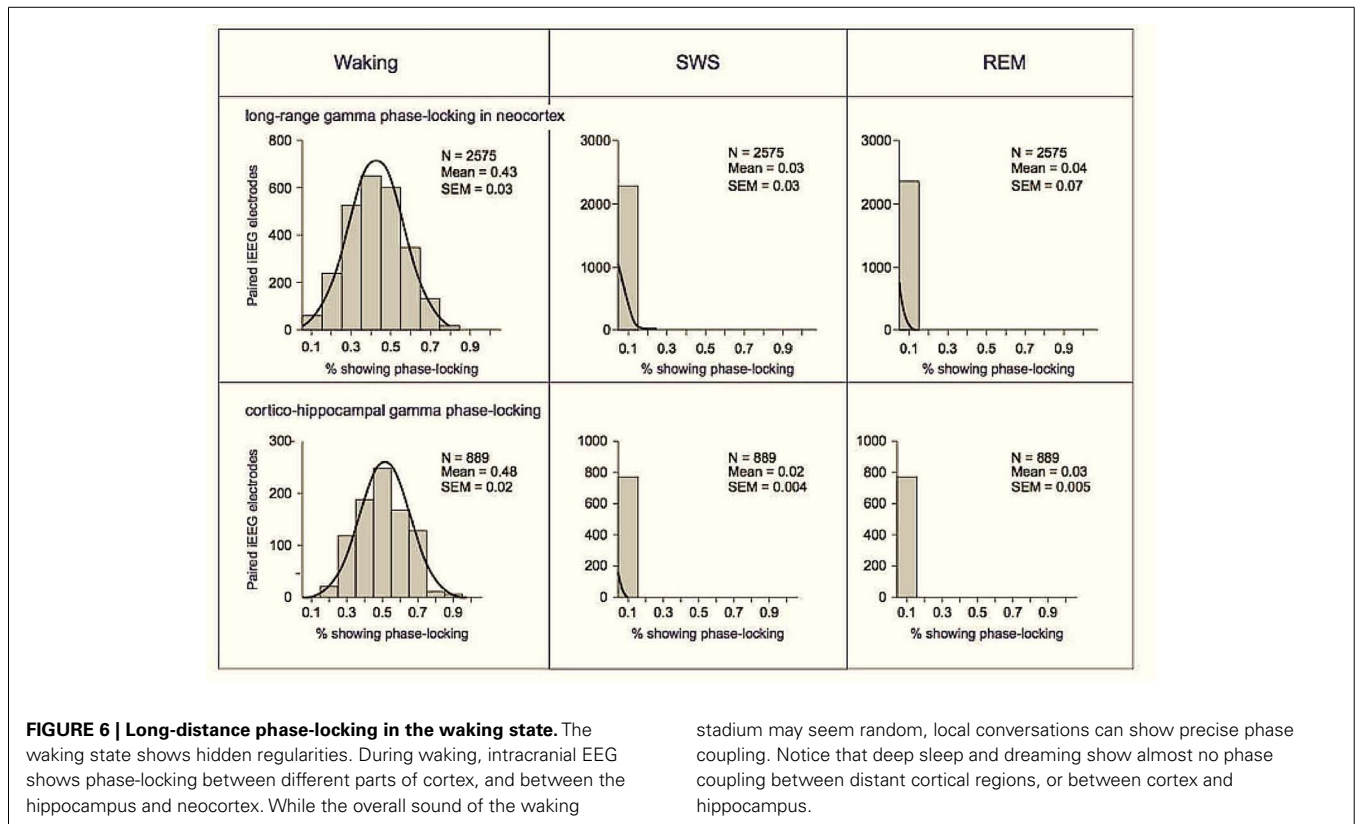 Waking
SWS
REM
long-range gamma phase-locking in neocortex
800
600
400
200
0
Paired iEEG electrodes
N = 2575
Mean = 0.43
SEM = 0.03
0.1 0.3 0.5 0.7 0.9
% showing phase-locking
3000
2000
1000
0
N = 2575
Mean = 0.03
SEM = 0.03
0.1 0.3 0.5 0.7 0.9
% showing phase-locking
3000
2000
1000
0
N = 2575
Mean = 0.04
SEM = 0.07
0.1 0.3 0.5 0.7 0.9
% showing phase-locking
cortico-hippocampal gamma phase-locking
300
200
100
0
Paired iEEG electrodes
N = 889
Mean = 0.48
SEM = 0.02
0.1 0.3 0.5 0.7 0.9
% showing phase-locking
1000
800
600
400
200
0
N = 889
Mean = 0.02
SEM = 0.004
0.1 0.3 0.5 0.7 0.9
% showing phase-locking
1000
800
600
400
200
0
N = 889
Mean = 0.03
SEM = 0.005
0.1 0.3 0.5 0.7 0.9
% showing phase-locking
FIGURE 6 | Long-distance phase-locking in the waking state. The
waking state shows hidden regularities. During waking, intracranial EEG
shows phase-locking between different parts of cortex, and between the
hippocampus and neocortex. While the overall sound of the waking
stadium may seem random, local conversations can show precise phase
coupling. Notice that deep sleep and dreaming show almost no phase
coupling between distant cortical regions, or between cortex and
hippocampus.